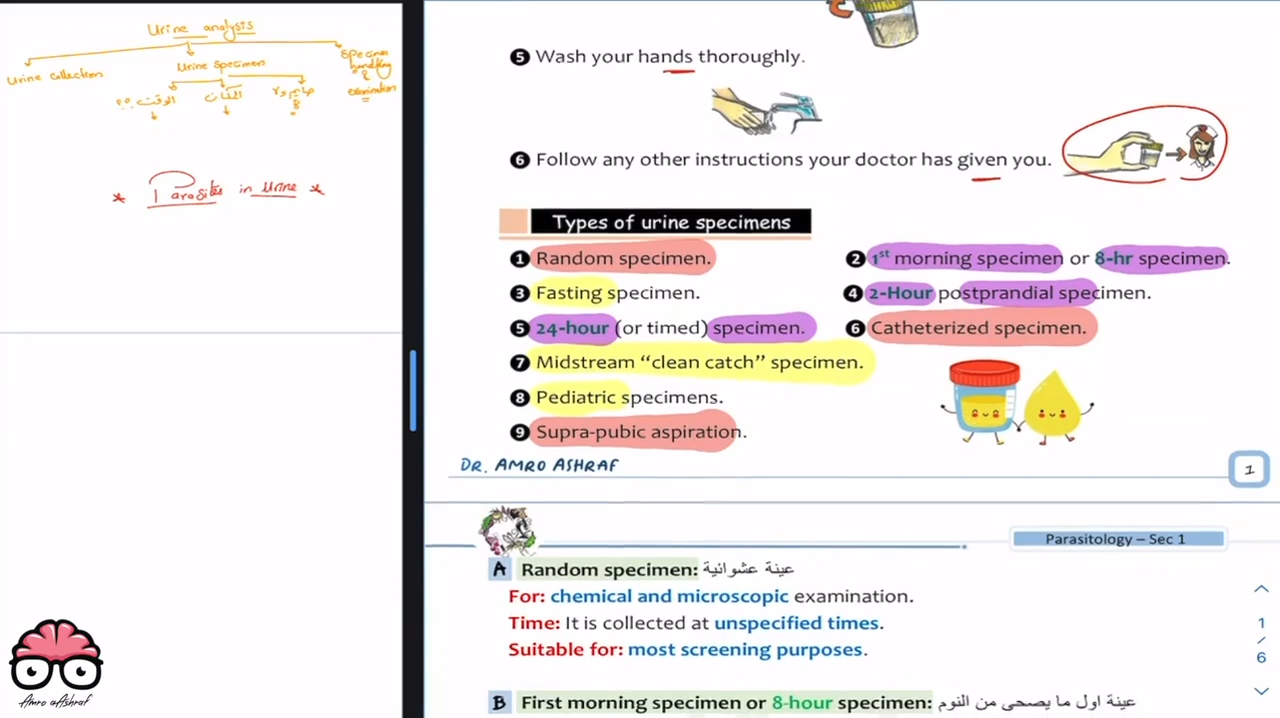 Urine analysis
Urine collection
Urine specimen
Specimen handling & examination
الوقت ؟؟
المكان
* Parasites in Urine *
Amro Ashraf
5 Wash your hands thoroughly.
6 Follow any other instructions your doctor has given you.
Types of urine specimens
1 Random specimen.
2 1st morning specimen or 8-hr specimen.
3 Fasting specimen.
4 2-Hour postprandial specimen.
5 24-hour (or timed) specimen.
6 Catheterized specimen.
7 Midstream “clean catch” specimen.
8 Pediatric specimens.
9 Supra-pubic aspiration.
DR. AMRO ASHRAF
1
Parasitology – Sec 1
A Random specimen: عينة عشوائية
For: chemical and microscopic examination.
Time: It is collected at unspecified times.
Suitable for: most screening purposes.
B First morning specimen or 8-hour specimen: عينة اول ما يصحى من النوم
1
/
6